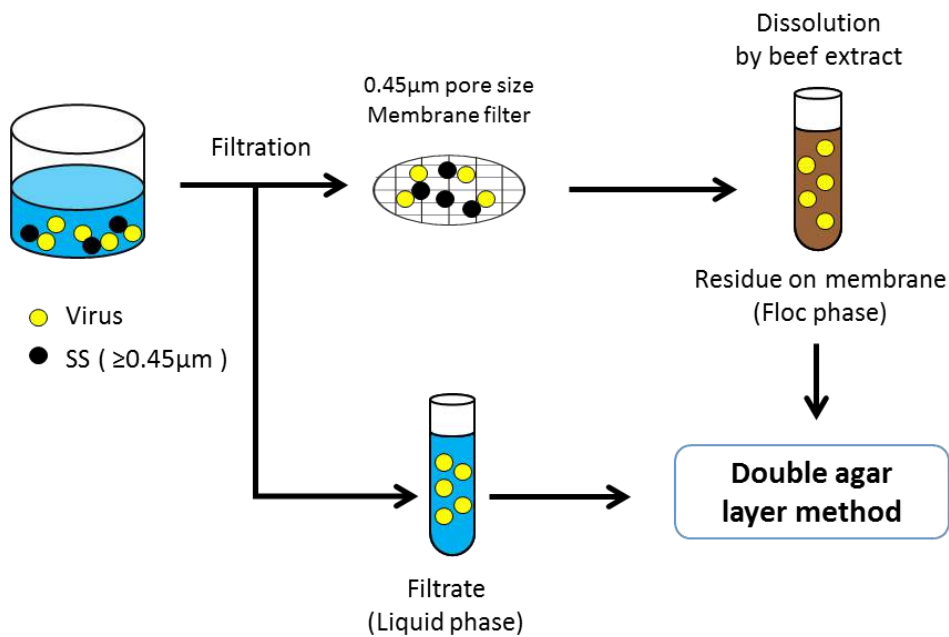 Dissolution
by beef extract
0.45µm pore size
Membrane filter
Filtration
Virus
SS ( ≥0.45µm )
Residue on membrane
(Floc phase)
Double agar
layer method
Filtrate
(Liquid phase)